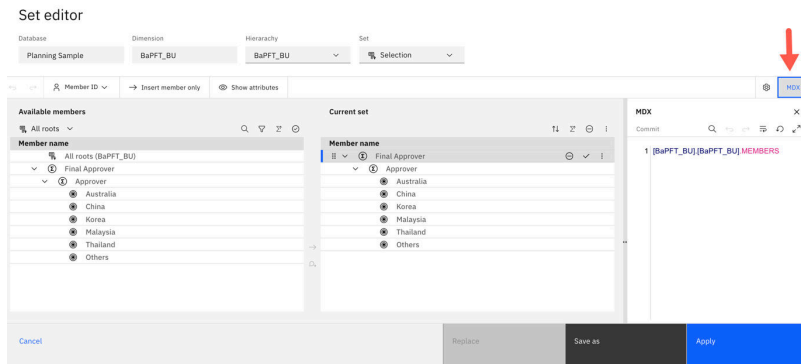 Set editor
Database Dimension Hierarachy Set
Planning Sample BaPFT_BU BaPFT_BU Selection
Member ID Insert member only Show attributes MDX
Available members Current set MDX
All roots Commit
Member name Member name
All roots (BaPFT_BU) Final Approver 1 [BaPFT_BU].[BaPFT_BU].MEMBERS
Final Approver Approver
Approver Australia
Australia China
China Korea
Korea Malaysia
Malaysia Thailand
Thailand Others
Others
Cancel Replace Save as Apply